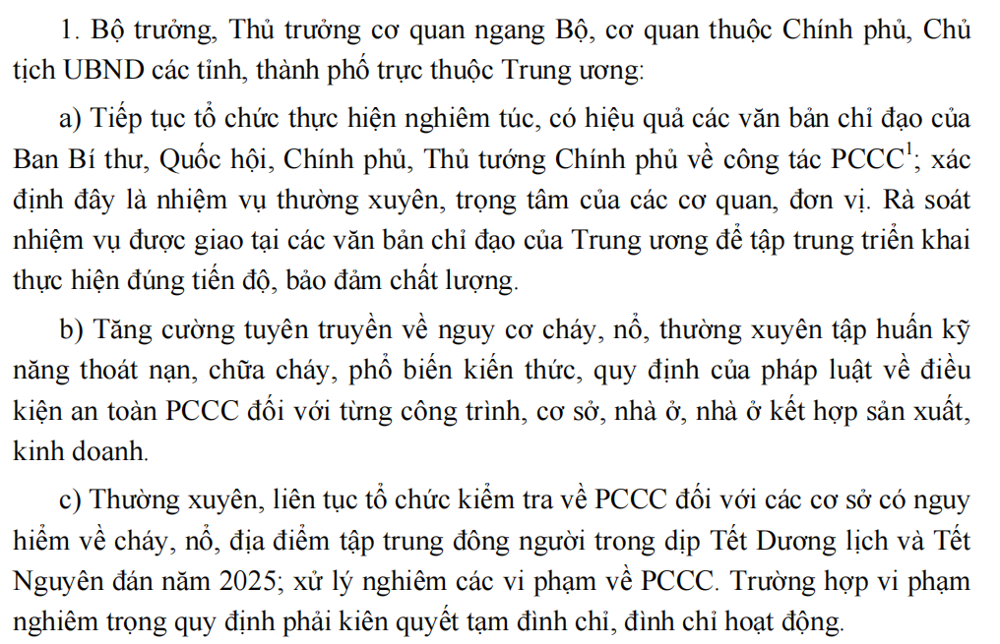 1. Bộ trưởng, Thủ trưởng cơ quan ngang Bộ, cơ quan thuộc Chính phủ, Chủ
tịch UBND các tỉnh, thành phố trực thuộc Trung ương:
a) Tiếp tục tổ chức thực hiện nghiêm túc, có hiệu quả các văn bản chỉ đạo của
Ban Bí thư, Quốc hội, Chính phủ, Thủ tướng Chính phủ về công tác PCCC¹; xác
định đây là nhiệm vụ thường xuyên, trọng tâm của các cơ quan, đơn vị. Rà soát
nhiệm vụ được giao tại các văn bản chỉ đạo của Trung ương để tập trung triển khai
thực hiện đúng tiến độ, bảo đảm chất lượng.
b) Tăng cường tuyên truyền về nguy cơ cháy, nổ, thường xuyên tập huấn kỹ
năng thoát nạn, chữa cháy, phổ biến kiến thức, quy định của pháp luật về điều
kiện an toàn PCCC đối với từng công trình, cơ sở, nhà ở, nhà ở kết hợp sản xuất,
kinh doanh.
c) Thường xuyên, liên tục tổ chức kiểm tra về PCCC đối với các cơ sở có nguy
hiểm về cháy, nổ, địa điểm tập trung đông người trong dịp Tết Dương lịch và Tết
Nguyên đán năm 2025; xử lý nghiêm các vi phạm về PCCC. Trường hợp vi phạm
nghiêm trọng quy định phải kiên quyết tạm đình chỉ, đình chỉ hoạt động.